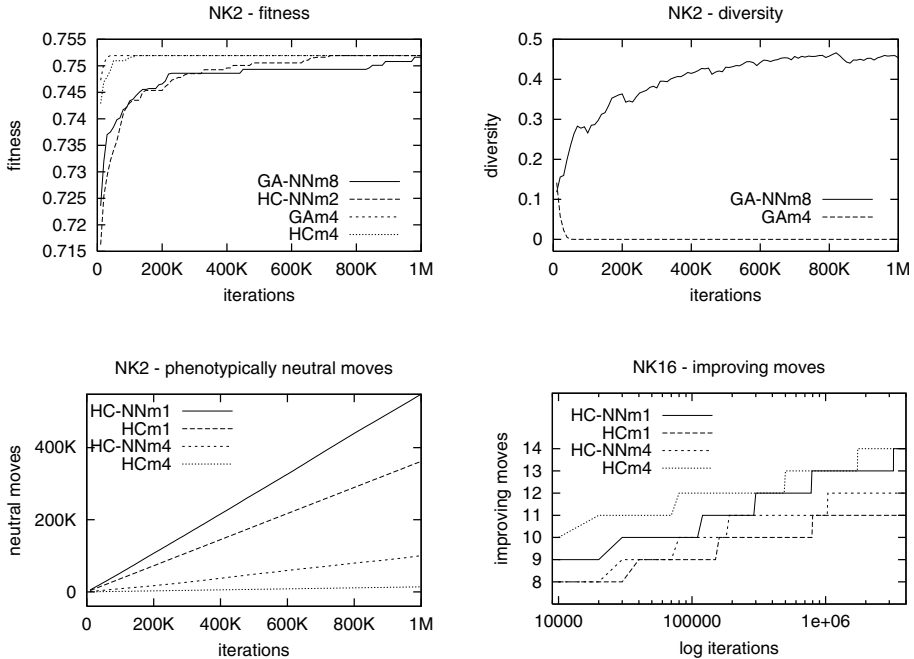 NK2 - fitness
0.755
0.75
0.745
0.74
0.735
0.73
0.725
0.72
0.715
fitness
GA-NNm8
HC-NNm2
GAm4
HCm4
0 200K 400K 600K 800K 1M
iterations
NK2 - diversity
0.5
0.4
0.3
0.2
0.1
0
diversity
GA-NNm8
GAm4
0 200K 400K 600K 800K 1M
iterations
NK2 - phenotypically neutral moves
400K
200K
0
neutral moves
HC-NNm1
HCm1
HC-NNm4
HCm4
0 200K 400K 600K 800K 1M
iterations
NK16 - improving moves
HC-NNm1
HCm1
HC-NNm4
HCm4
14
13
12
11
10
9
8
improving moves
10000 100000 1e+06
log iterations